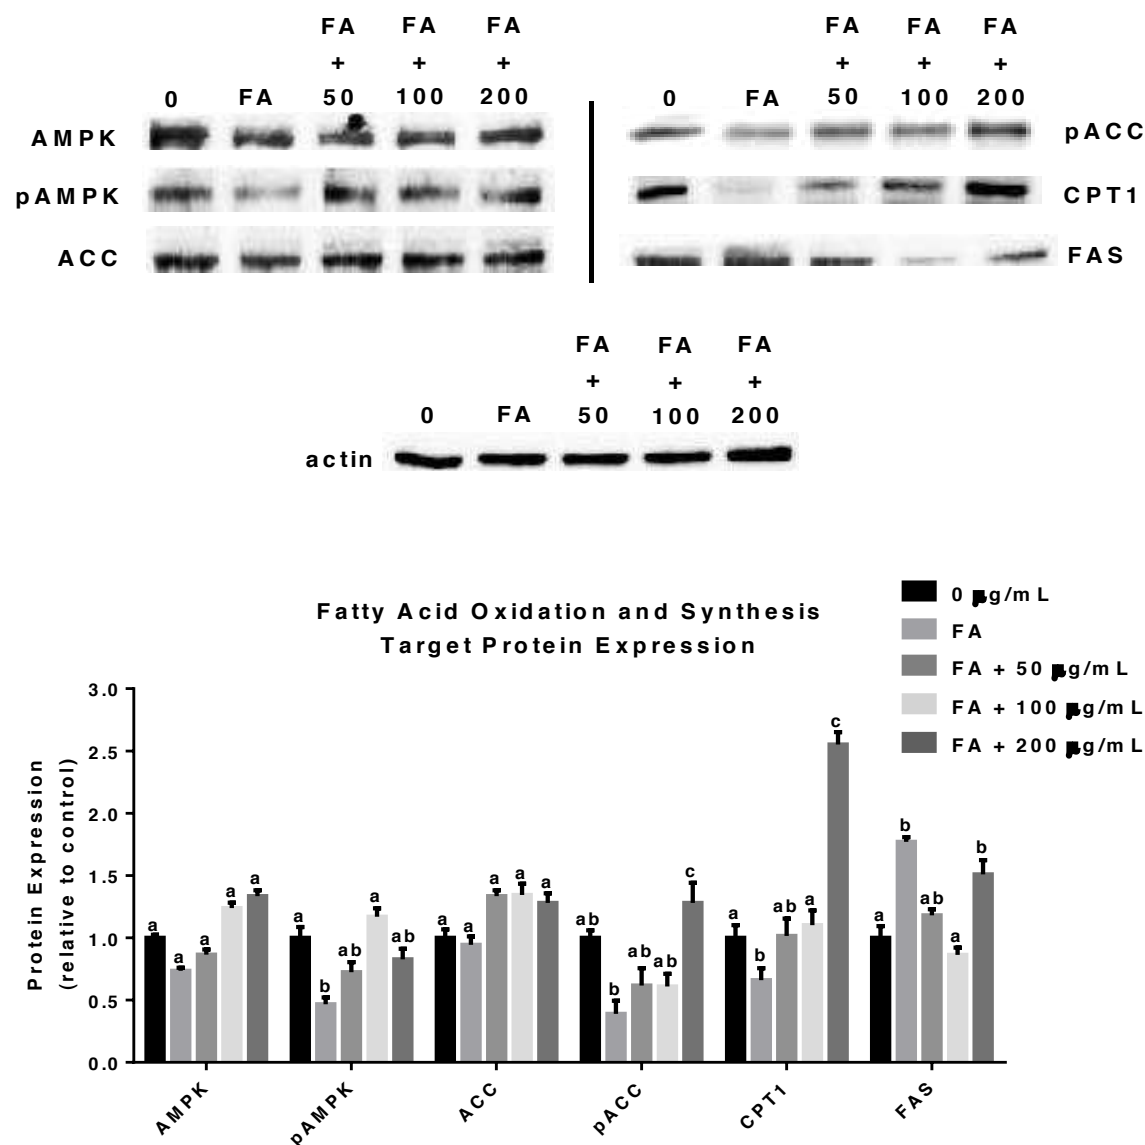 FA FA FA
+ + +
0 FA 50 100 200
AMPK
pAMPK
ACC
FA FA FA
+ + +
0 FA 50 100 200
pACC
CPT1
FAS
FA FA FA
+ + +
0 FA 50 100 200
actin
Fatty Acid Oxidation and Synthesis
Target Protein Expression
0 μg/mL
FA
FA + 50 μg/mL
FA + 100 μg/mL
FA + 200 μg/mL
Protein Expression
(relative to control)
3.0
2.5
2.0
1.5
1.0
0.5
0.0
a a a a a
a b ab a ab
a a a a a
ab b ab ab c
a b ab a c
a b ab a b
AMPK
pAMPK
ACC
pACC
CPT1
FAS